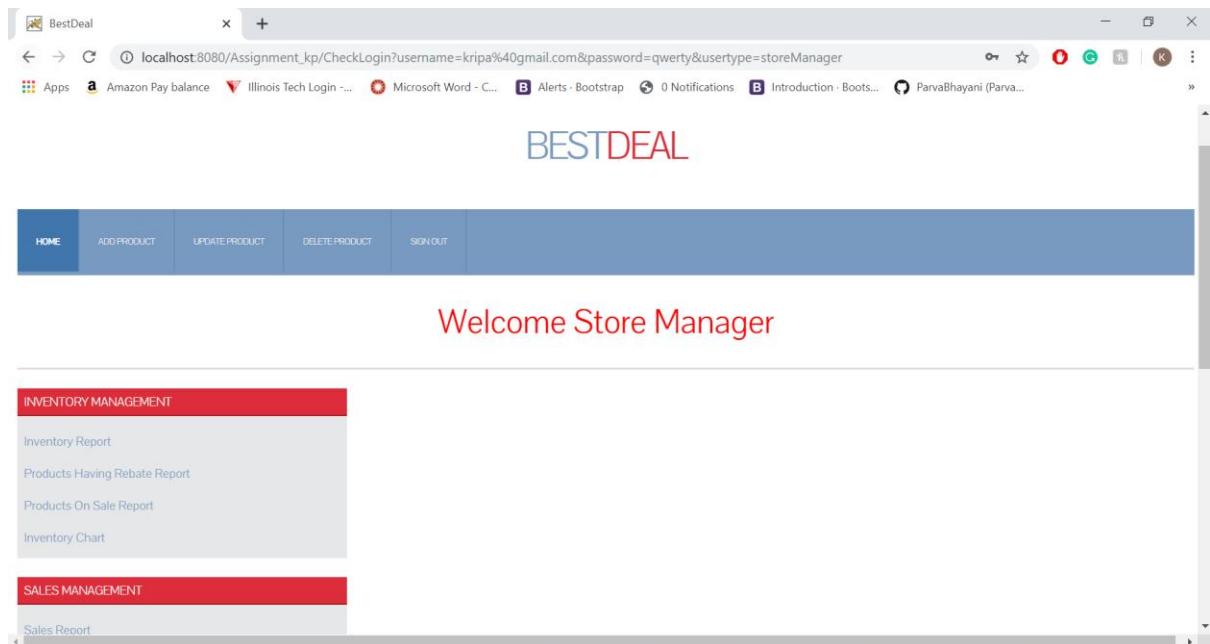 BestDeal
localhost:8080/Assignment_kp/CheckLogin?username=kripa%40gmail.com&password=qwerty&usertype=storeManager
K
Apps
Amazon Pay balance
Illinois Tech Login -...
Microsoft Word - C...
B Alerts · Bootstrap
0 Notifications
B Introduction · Boots...
ParvaBhayani (Parva...
»
BESTDEAL
HOME
ADD PRODUCT
UPDATE PRODUCT
DELETE PRODUCT
SIGN OUT
Welcome Store Manager
INVENTORY MANAGEMENT
Inventory Report
Products Having Rebate Report
Products On Sale Report
Inventory Chart
SALES MANAGEMENT
Sales Report